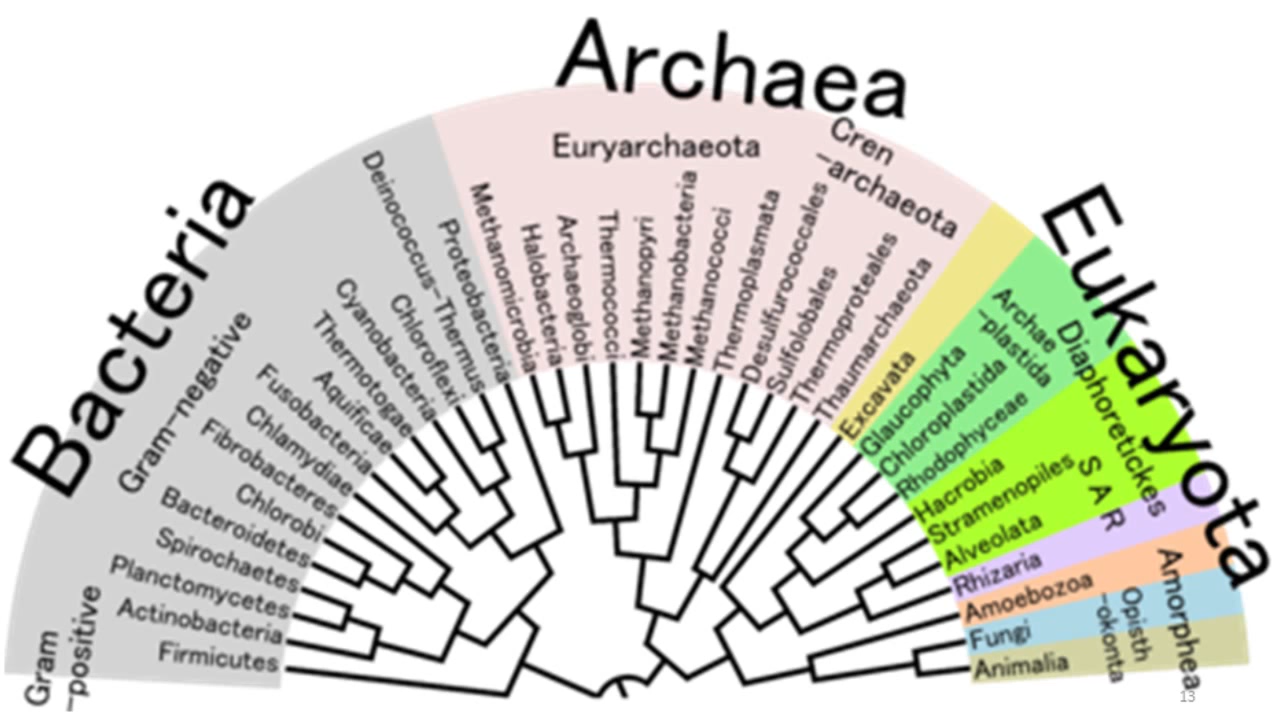 Archaea
Bacteria
Eukaryota
Euryarchaeota
Cren
-archaeota
Gram-negative
Gram
-positive
Firmicutes
Actinobacteria
Planctomycetes
Spirochaetes
Bacteroidetes
Chlorobi
Fibrobacteres
Chlamydiae
Fusobacteria
Aquificae
Thermotogae
Cyanobacteria
Chloroflexi
Deinococcus-Thermus
Proteobacteria
Methanomicrobia
Halobacteria
Archaeoglobi
Thermococci
Methanopyri
Methanobacteria
Methanococci
Thermoplasmata
Desulfurococcales
Sulfolobales
Thermoproteales
Thaumarchaeota
Excavata
Glaucophyta
Chloroplastida
Rhodophyceae
Archae
-plastida
Diaphoretickes
Hacrobia
Stramenopiles
Alveolata
Rhizaria
S A R
Amoebozoa
Fungi
Animalia
Opisth
-okonta
Amorphea
13